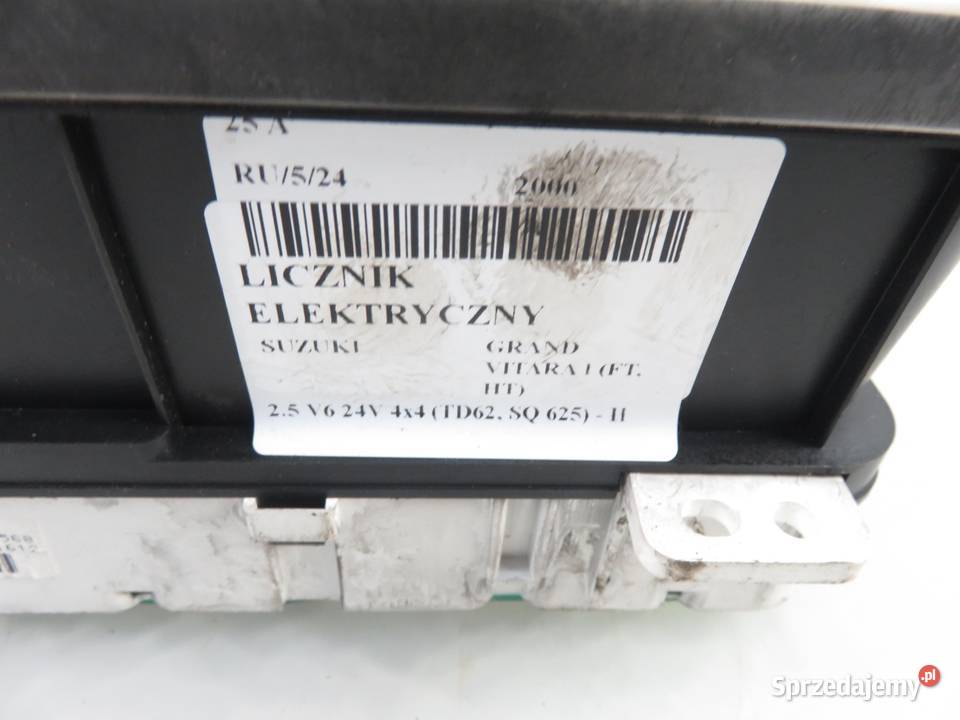 25 A
RU/5/24 2000
LICZNIK
ELEKTRYCZNY
SUZUKI GRAND
VITARA I (FT,
HT)
2.5 V6 24V 4x4 (TD62, SQ 625) - H
568
Sprzedajemy.pl